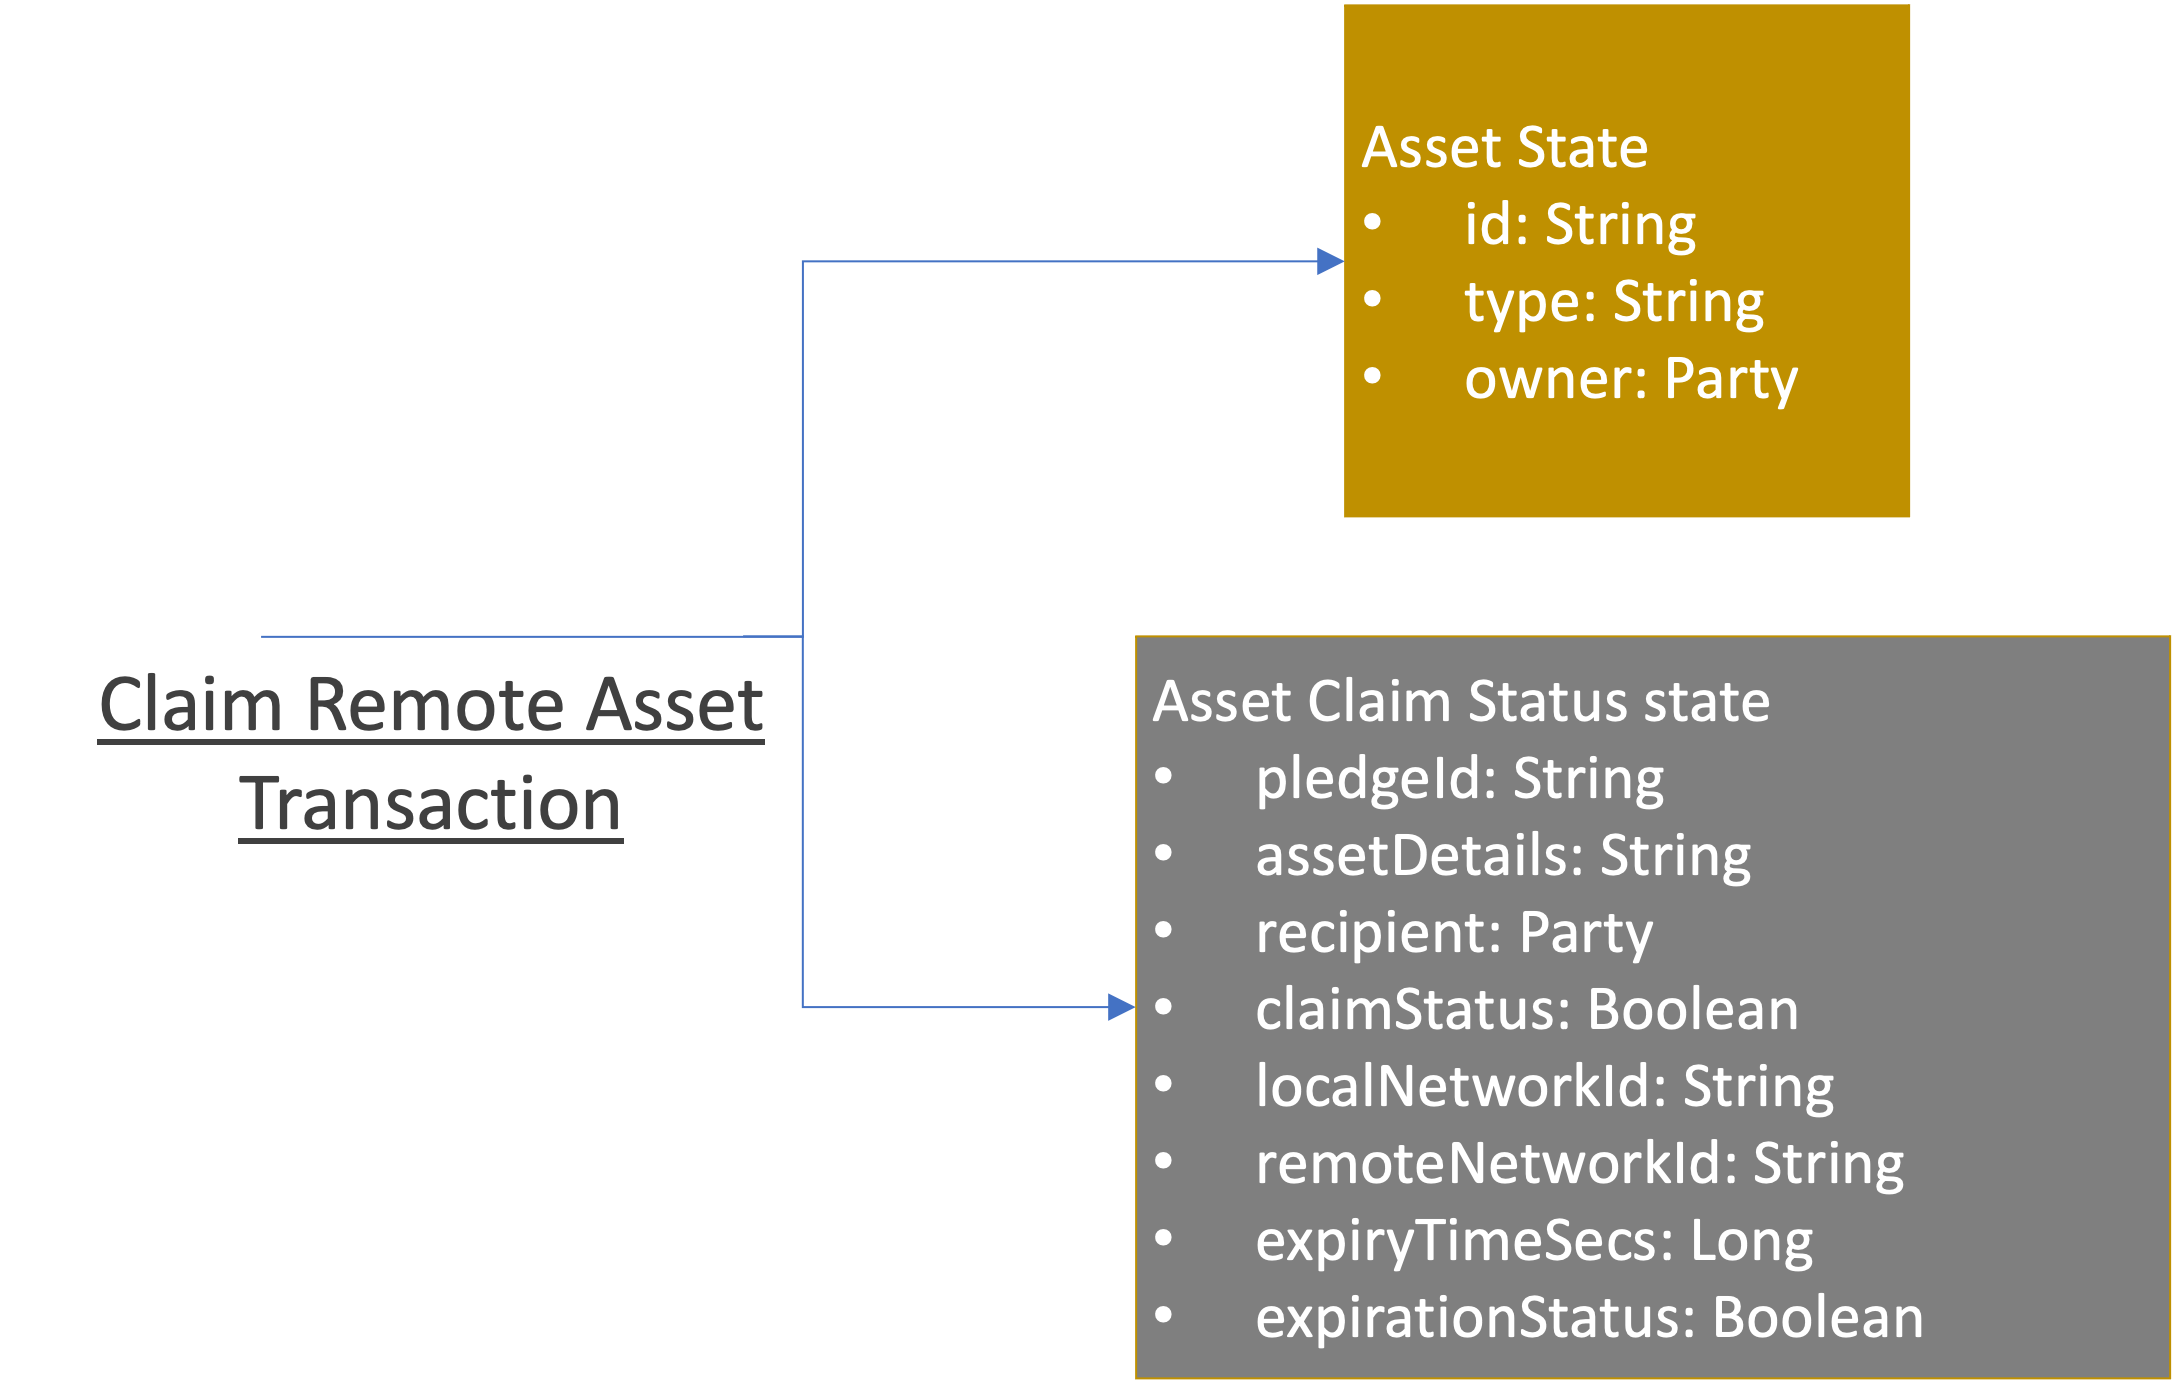 Asset State
• id: String
• type: String
• owner: Party
Claim Remote Asset
Transaction
Asset Claim Status state
• pledgeId: String
• assetDetails: String
• recipient: Party
• claimStatus: Boolean
• localNetworkId: String
• remoteNetworkId: String
• expiryTimeSecs: Long
• expirationStatus: Boolean